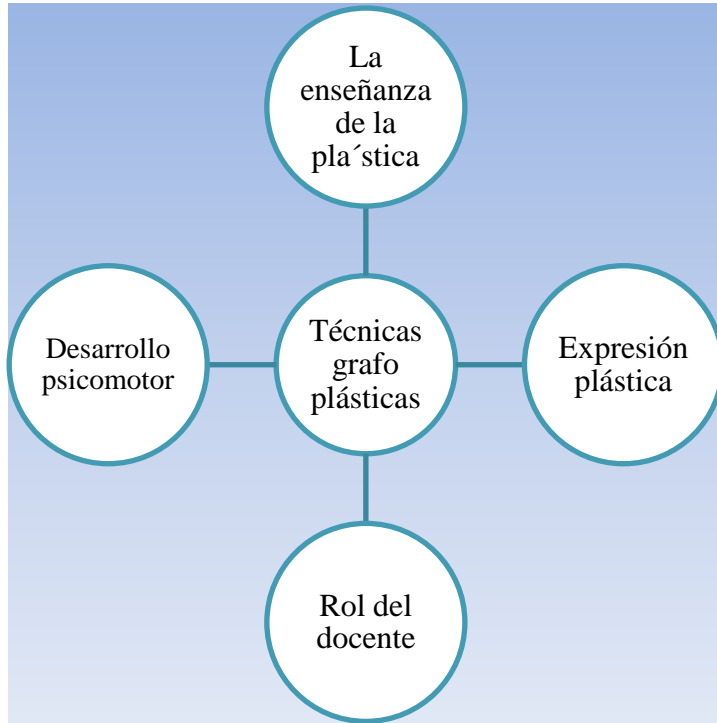 La
enseñanza
de la
pla´stica
Desarrollo
psicomotor
Técnicas
grafo
plásticas
Expresión
plástica
Rol del
docente